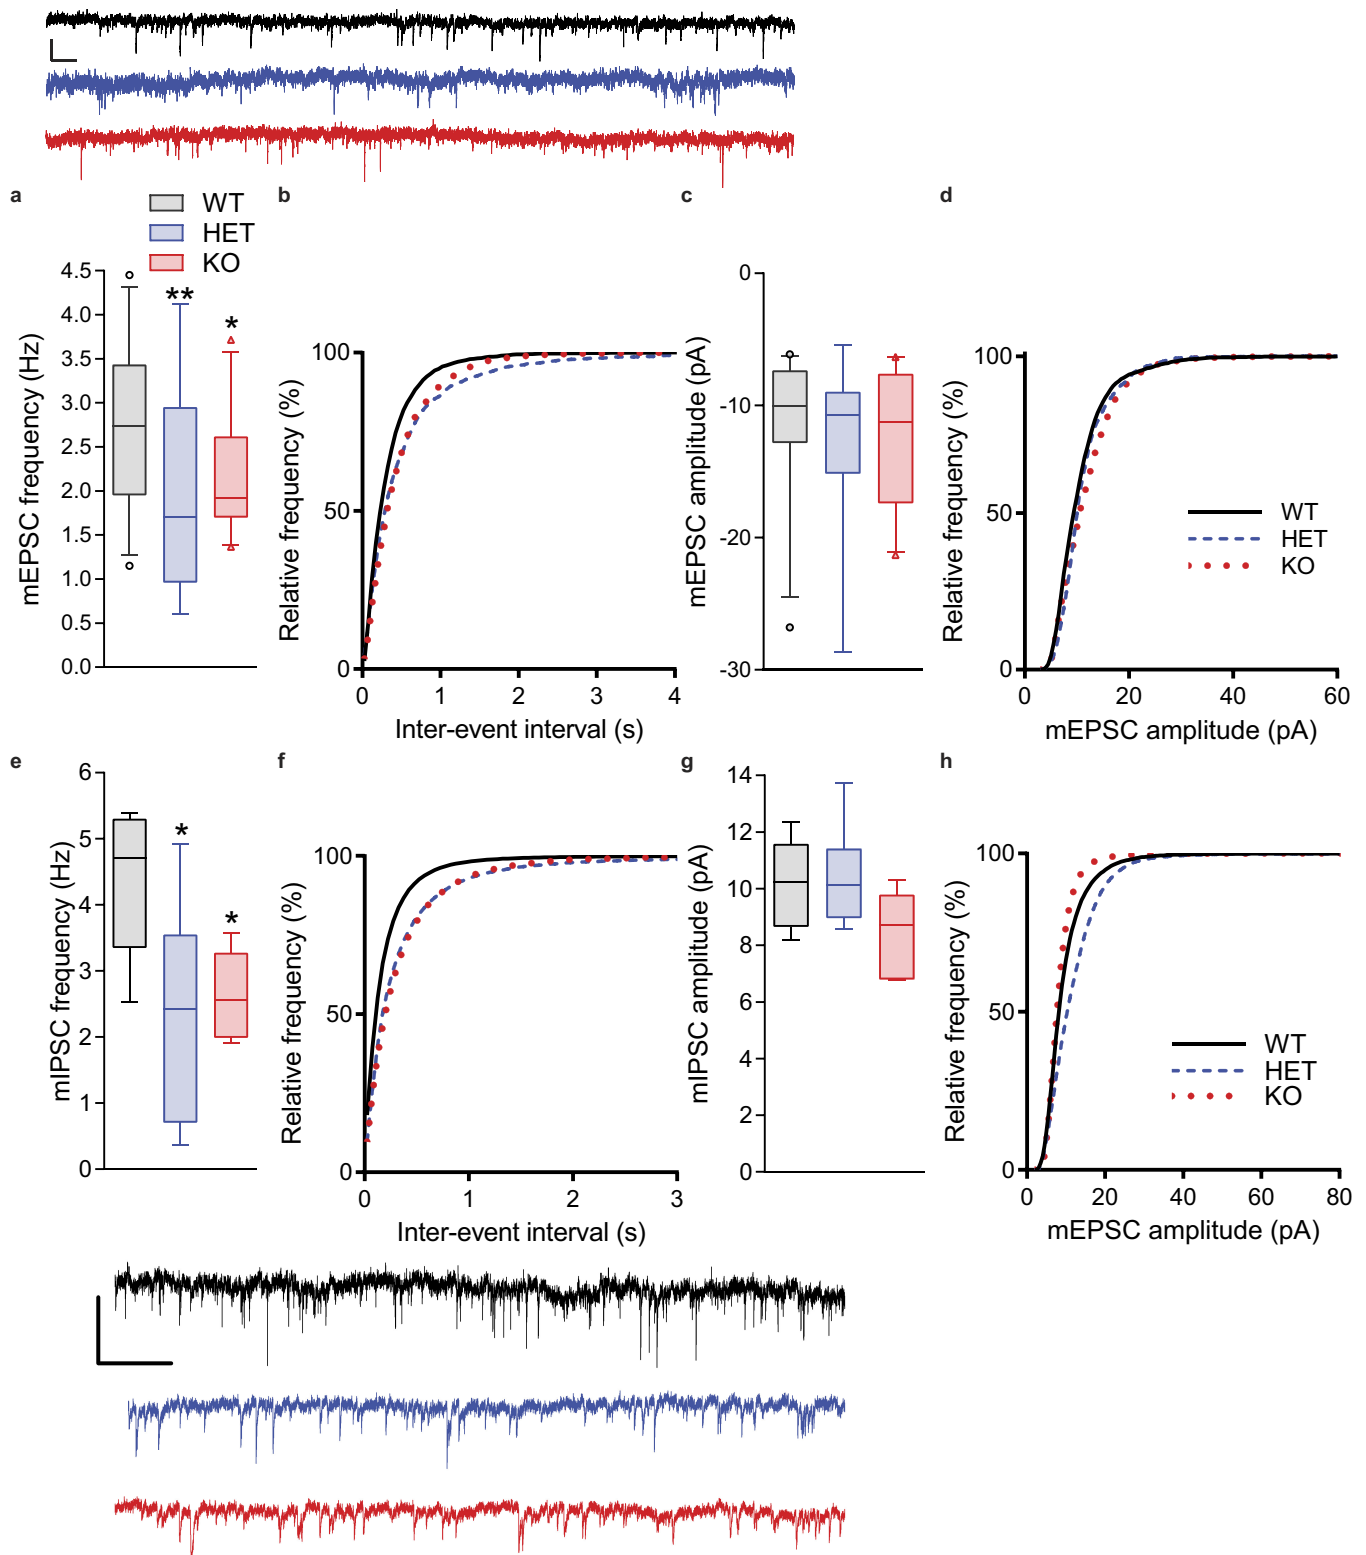 a
WT
HET
KO
b
c
d
mEPSC frequency (Hz)
4.5
4.0
3.5
3.0
2.5
2.0
1.5
1.0
0.5
0.0
**
*
Relative frequency (%)
100
50
0
0 1 2 3 4
Inter-event interval (s)
mEPSC amplitude (pA)
0
-10
-20
-30
Relative frequency (%)
100
50
0
WT
HET
KO
0 20 40 60
mEPSC amplitude (pA)
e
f
g
h
mIPSC frequency (Hz)
6
5
4
3
2
1
0
*
*
Relative frequency (%)
100
50
0
0 1 2 3
Inter-event interval (s)
mIPSC amplitude (pA)
14
12
10
8
6
4
2
0
Relative frequency (%)
100
50
0
WT
HET
KO
0 20 40 60 80
mEPSC amplitude (pA)